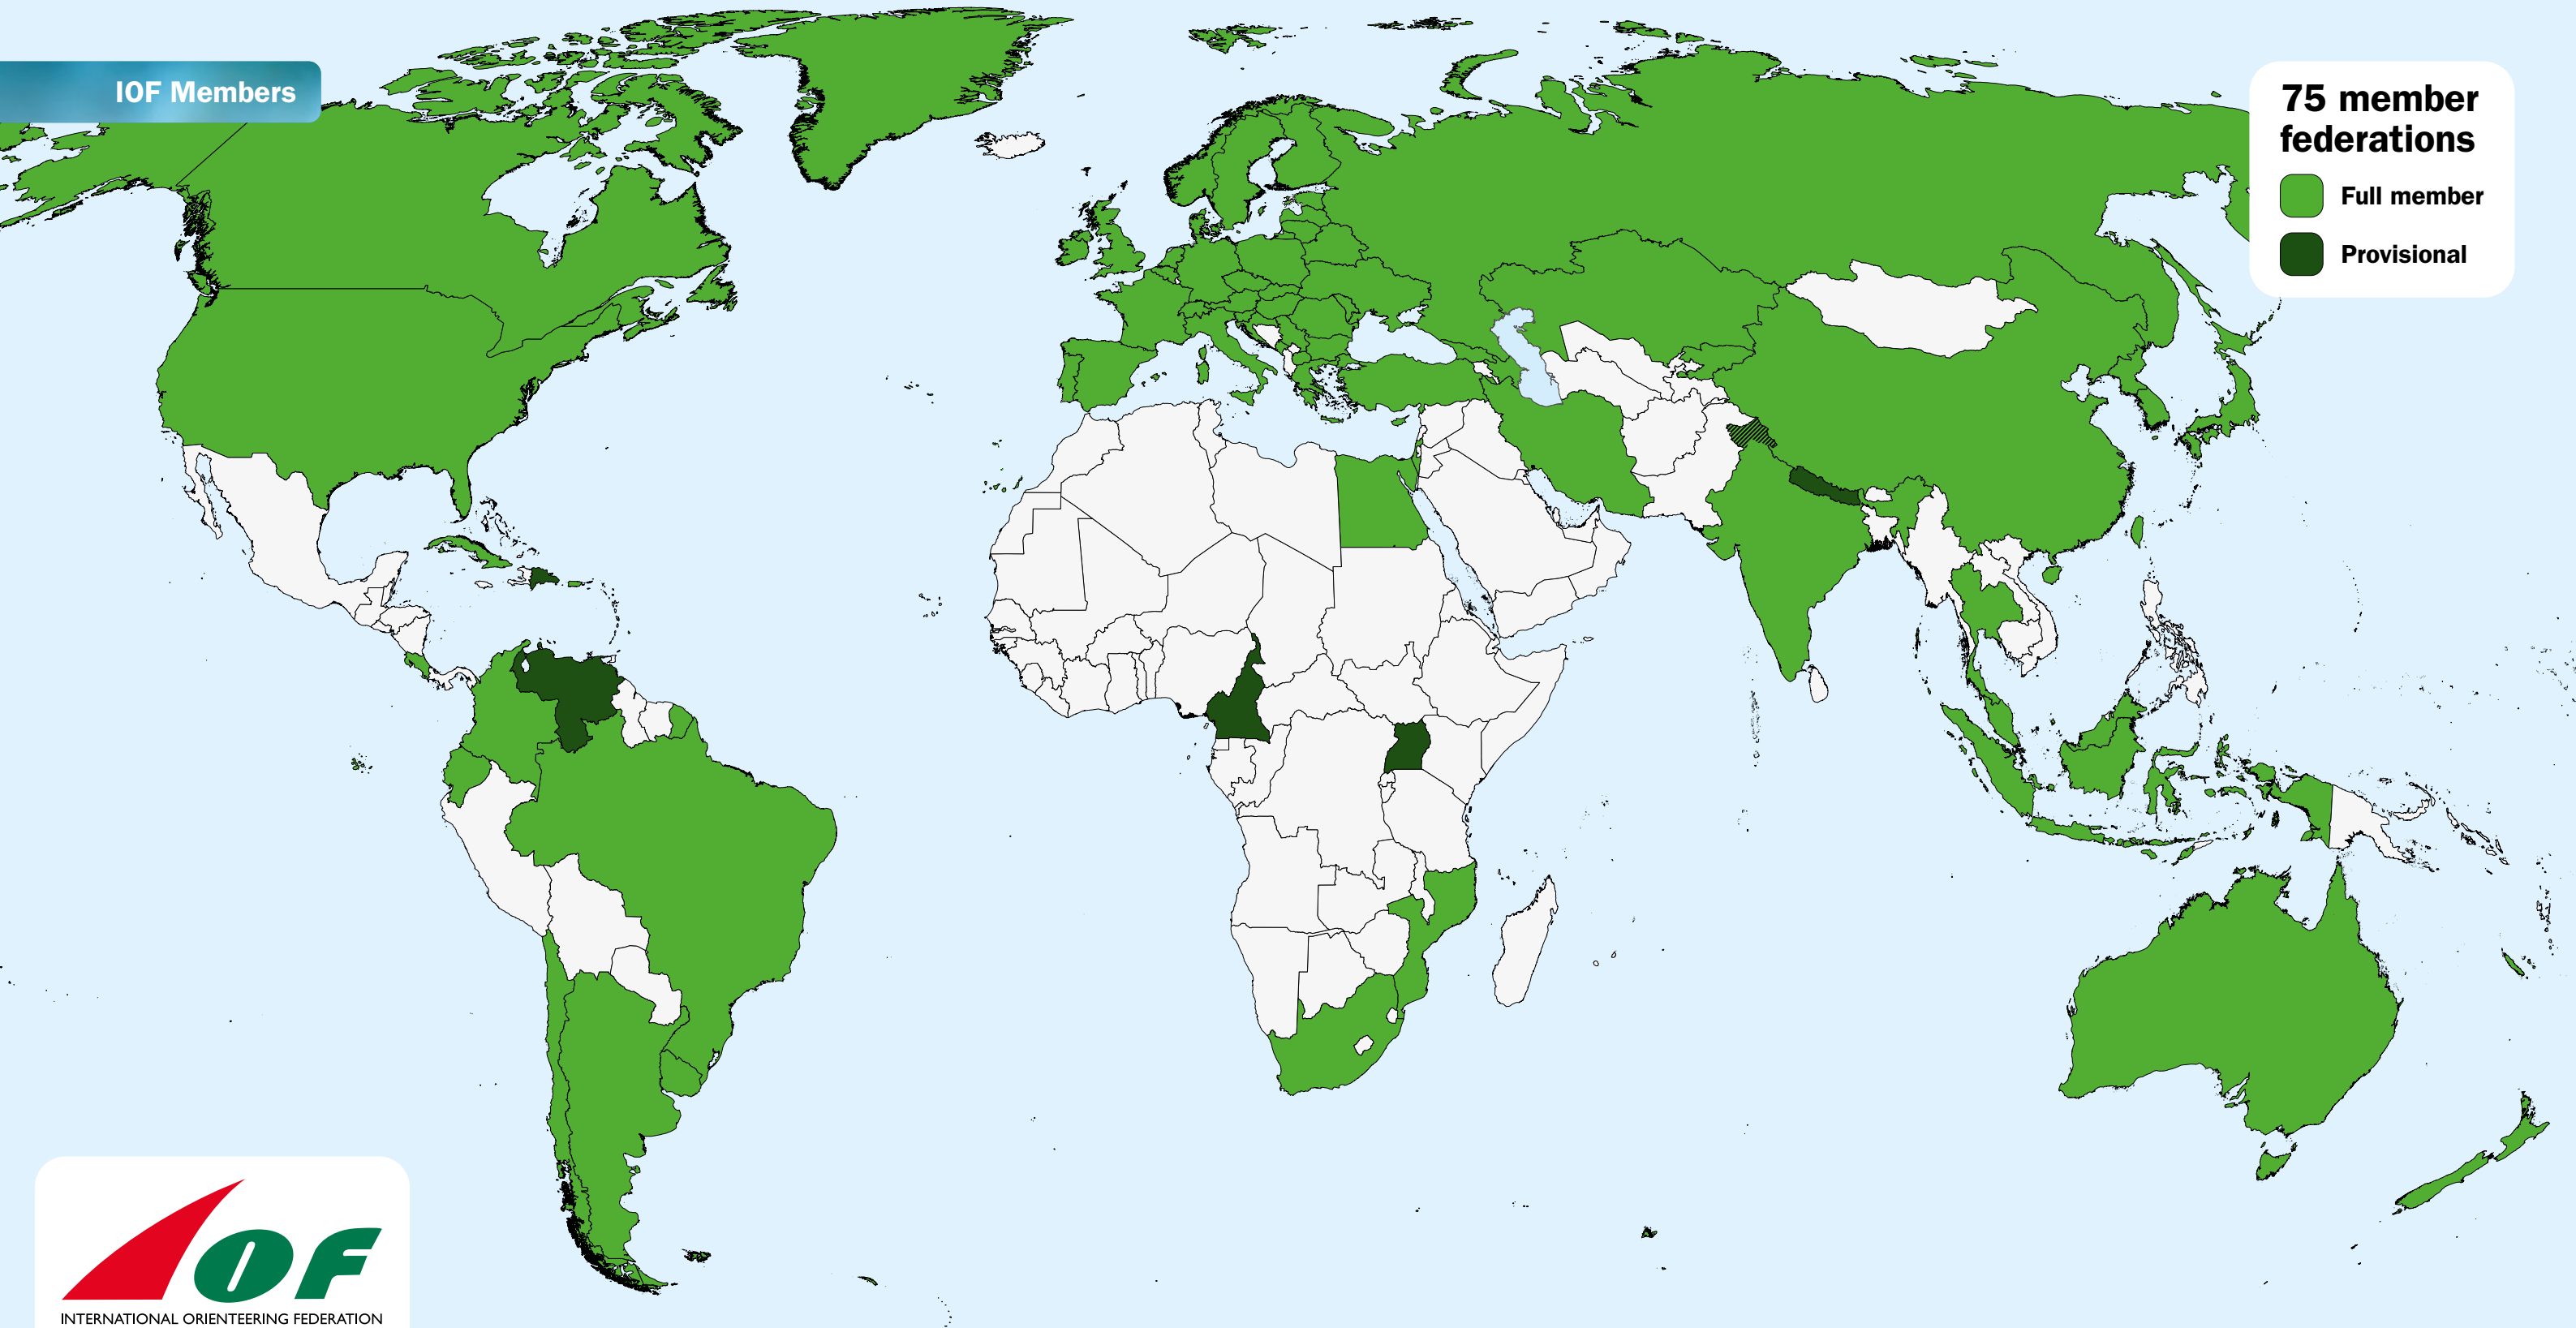 IOF Members
75 member
federations
Full member
Provisional
IOF
INTERNATIONAL ORIENTEERING FEDERATION